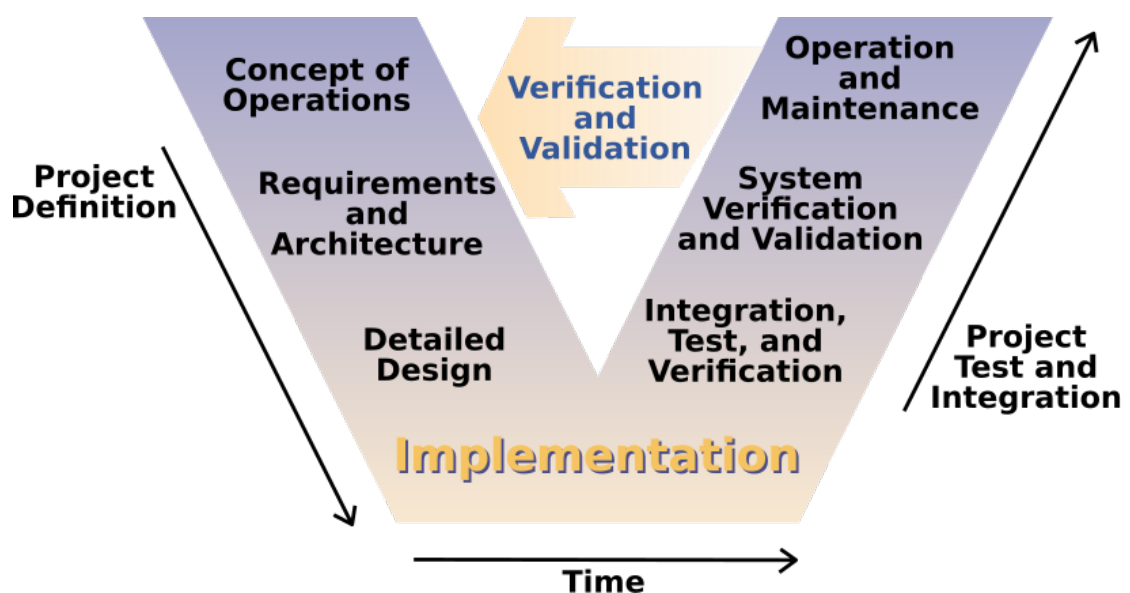 Concept of
Operations
Verification
and
Validation
Operation
and
Maintenance
Project
Definition
Requirements
and
Architecture
System
Verification
and Validation
Detailed
Design
Integration,
Test, and
Verification
Project
Test and
Integration
Implementation
Time